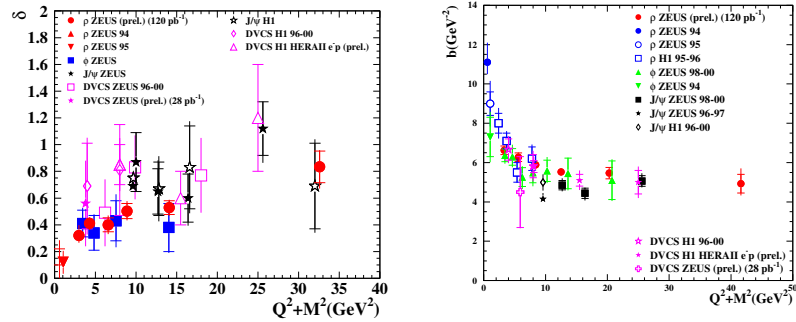 δ
2
1.8
1.6
1.4
1.2
1
0.8
0.6
0.4
0.2
0
0 5 10 15 20 25 30 35 40
Q²+M²(GeV²)
ρ ZEUS (prel.) (120 pb⁻¹)
ρ ZEUS 94
ρ ZEUS 95
ϕ ZEUS
J/ψ ZEUS
DVCS ZEUS 96-00
DVCS ZEUS (prel.) (28 pb⁻¹)
J/ψ H1
DVCS H1 96-00
DVCS H1 HERAII e⁻p (prel.)
b(GeV⁻²)
14
12
10
8
6
4
2
0
0 10 20 30 40 50
Q²+M²(GeV²)
ρ ZEUS (prel.) (120 pb⁻¹)
ρ ZEUS 94
ρ ZEUS 95
ρ H1 95-96
ϕ ZEUS 98-00
ϕ ZEUS 94
J/ψ ZEUS 98-00
J/ψ ZEUS 96-97
J/ψ H1 96-00
DVCS H1 96-00
DVCS H1 HERAII e⁻p (prel.)
DVCS ZEUS (prel.) (28 pb⁻¹)